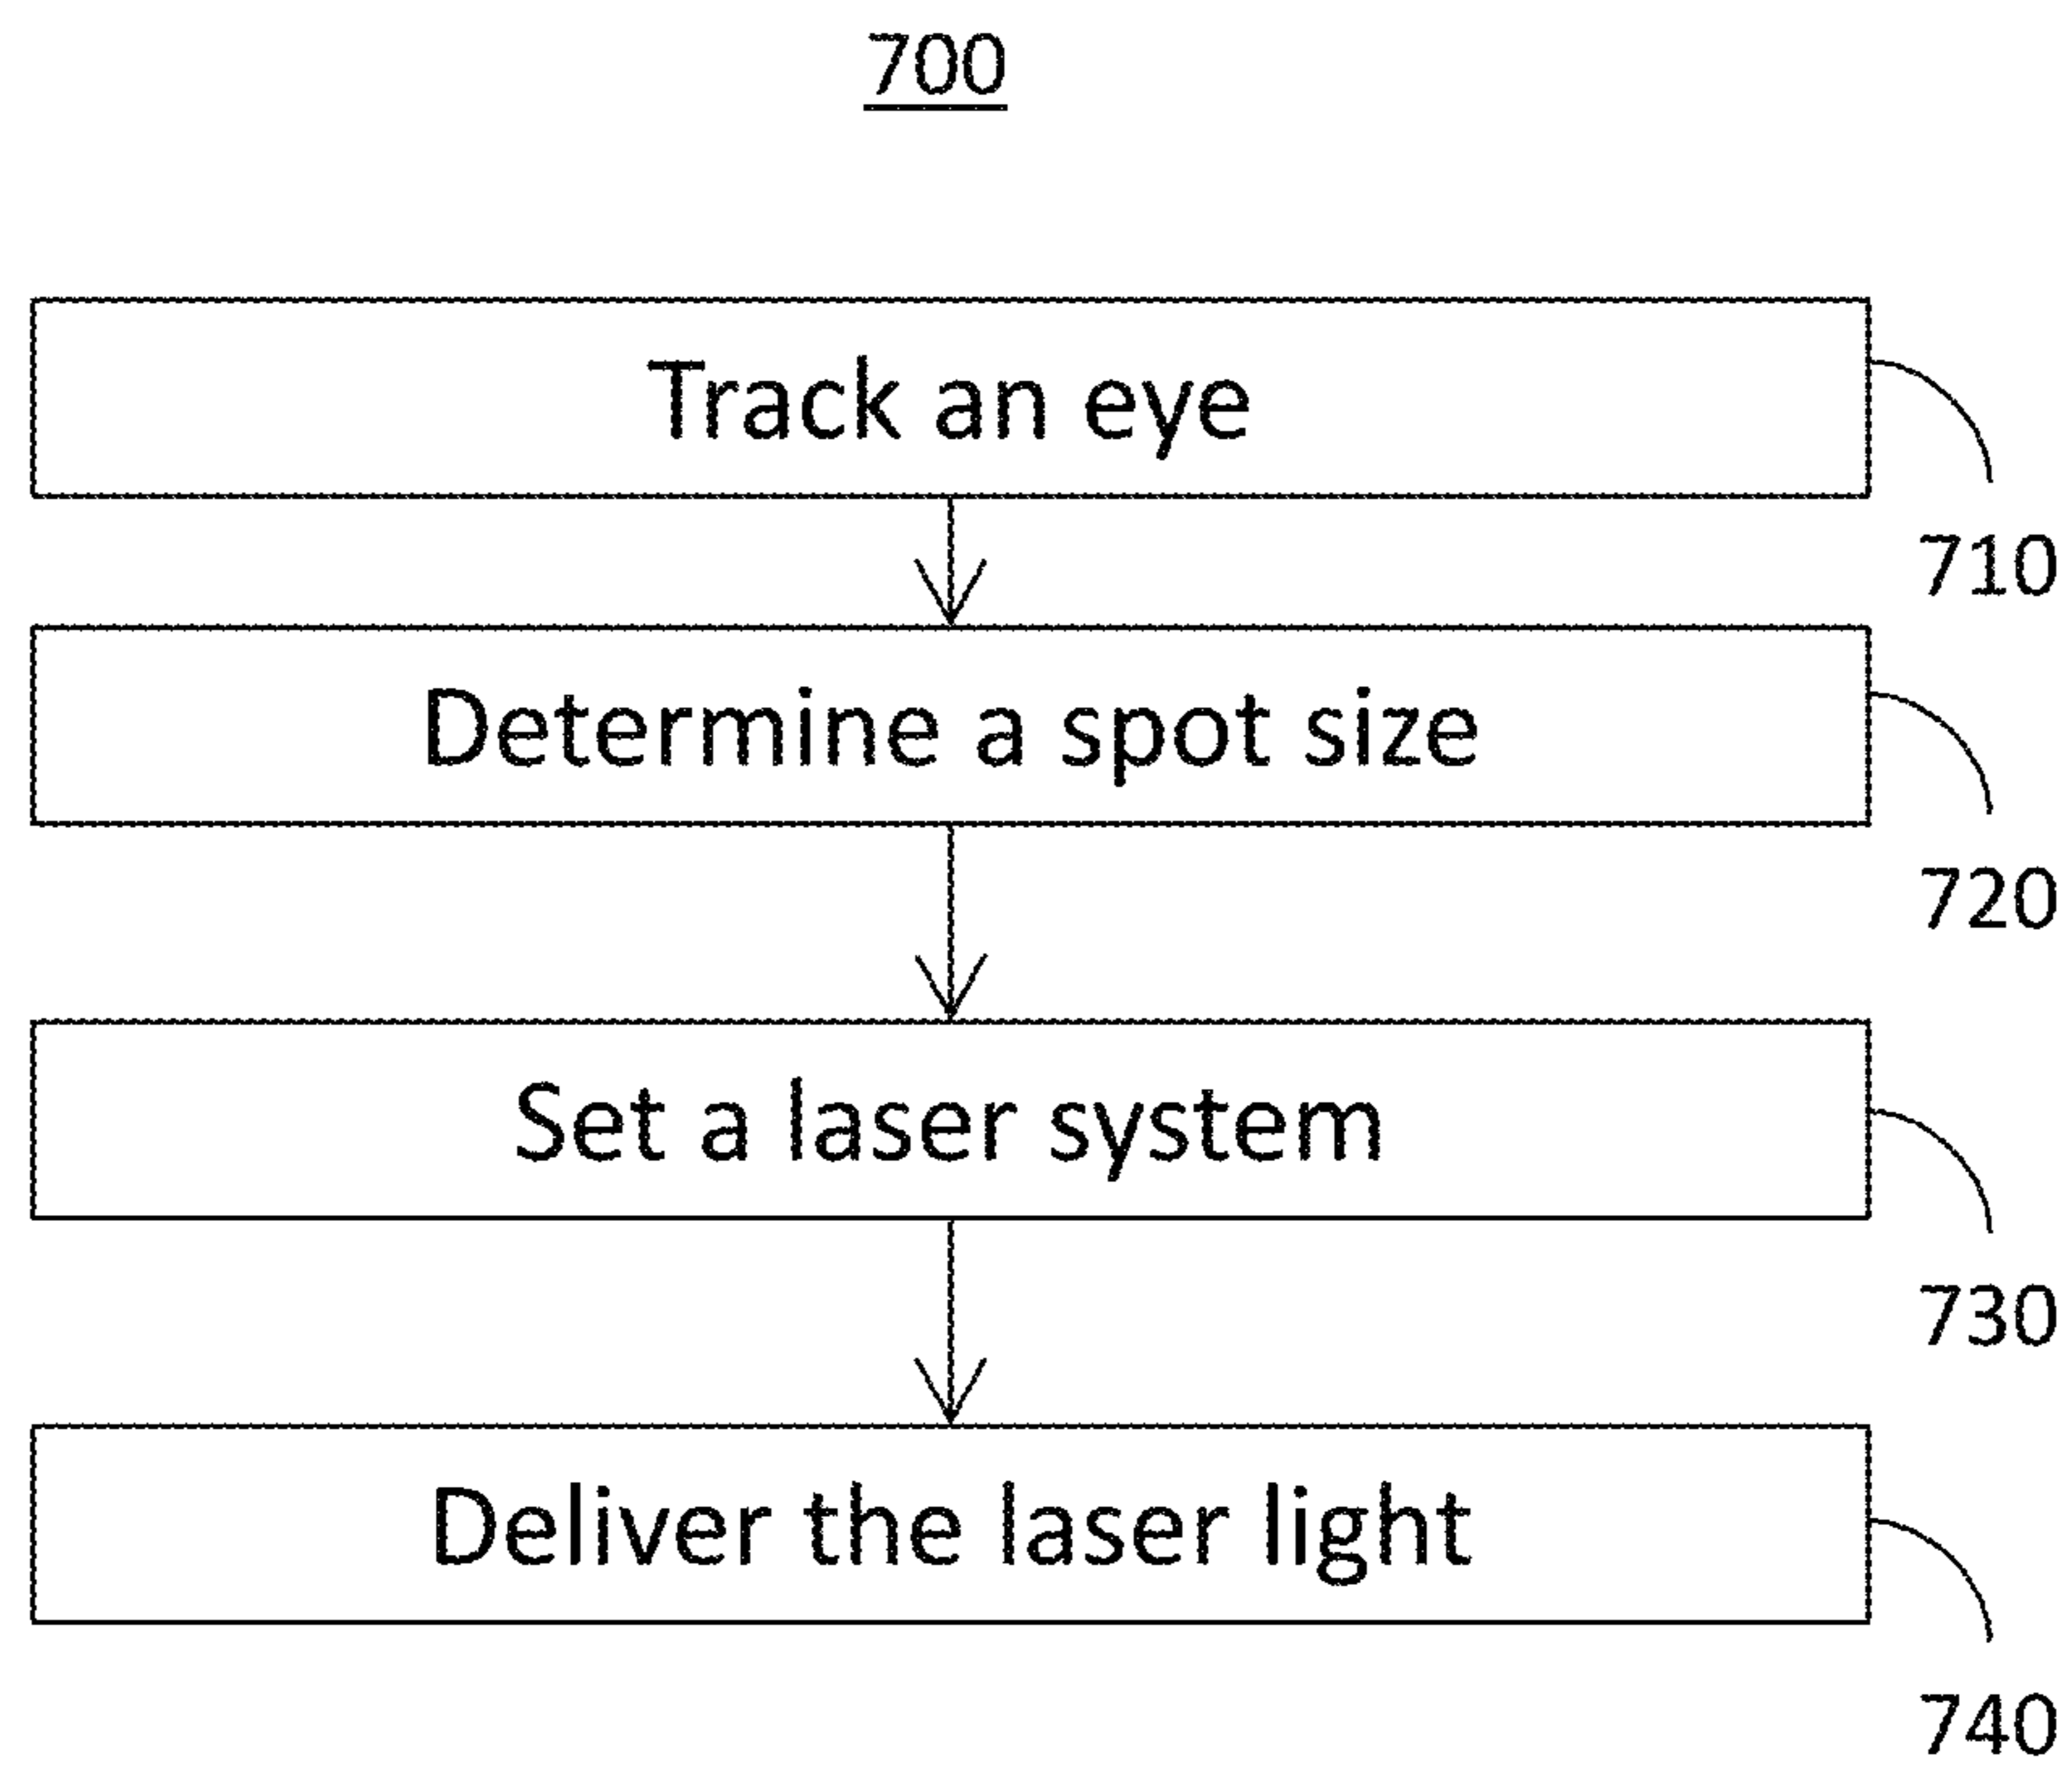 700
Track an eye
710
Determine a spot size
720
Set a laser system
730
Deliver the laser light
740